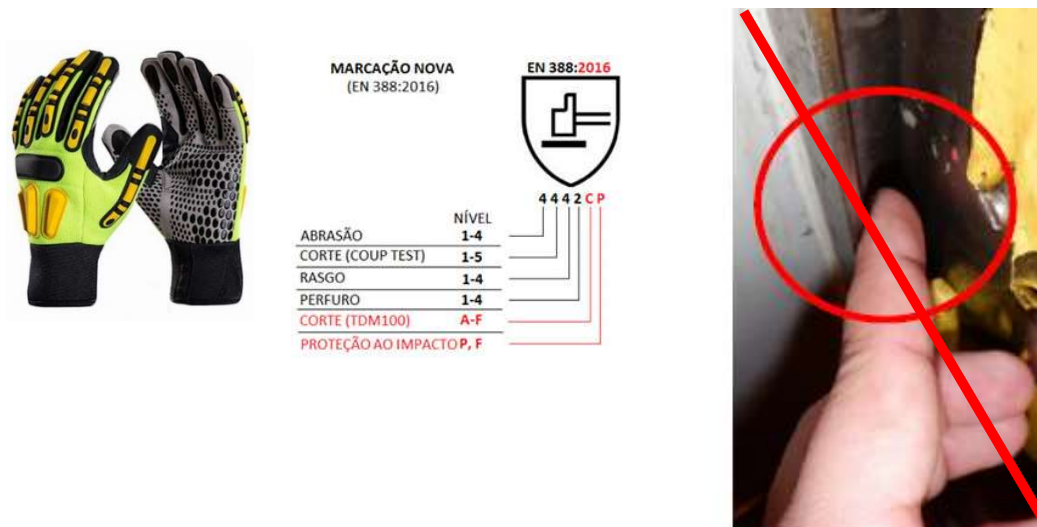 MARCAÇÃO NOVA
(EN 388:2016)
EN 388:2016
4 4 4 2 C P
NÍVEL
ABRASÃO 1-4
CORTE (COUP TEST) 1-5
RASGO 1-4
PERFURO 1-4
CORTE (TDM100) A-F
PROTEÇÃO AO IMPACTO P, F